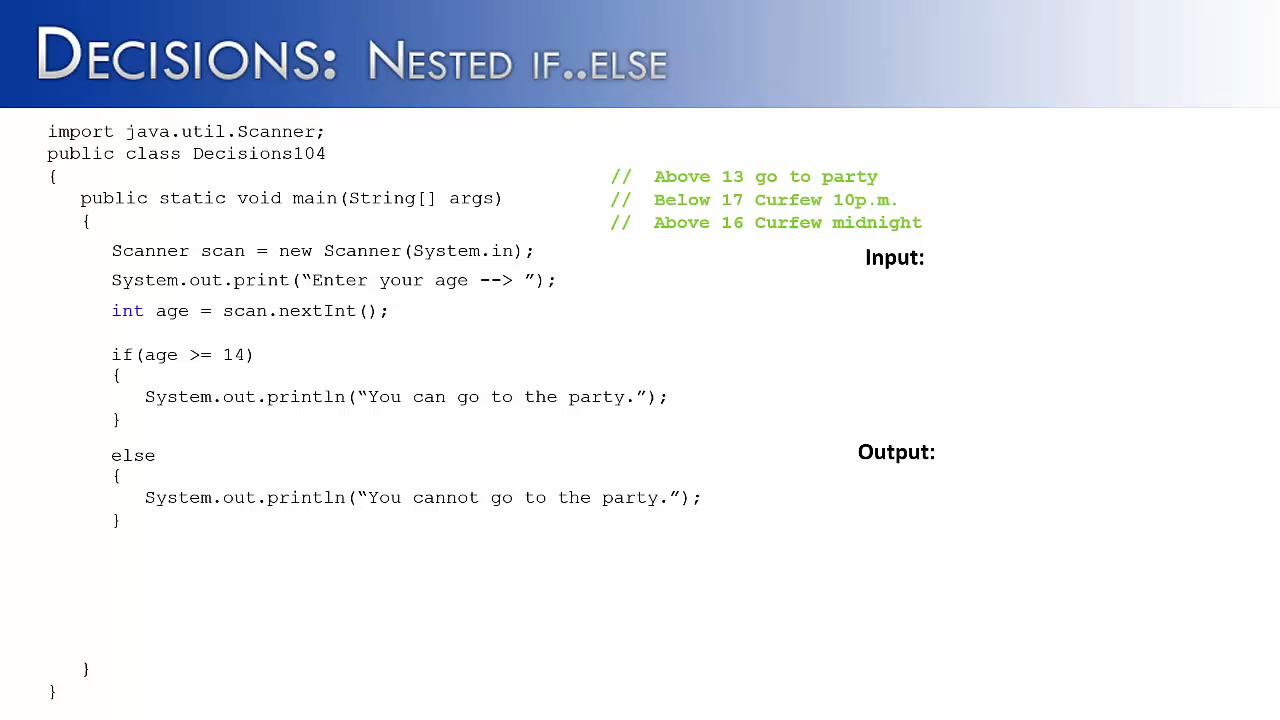 DECISIONS: NESTED IF..ELSE
import java.util.Scanner;
public class Decisions104
{
public static void main(String[] args)
{
// Above 13 go to party
// Below 17 Curfew 10p.m.
// Above 16 Curfew midnight
Scanner scan = new Scanner(System.in);
System.out.print(“Enter your age --> ”);
int age = scan.nextInt();
if(age >= 14)
{
System.out.println(“You can go to the party.”);
}
else
{
System.out.println(“You cannot go to the party.”);
}
}
}
Input:
Output: